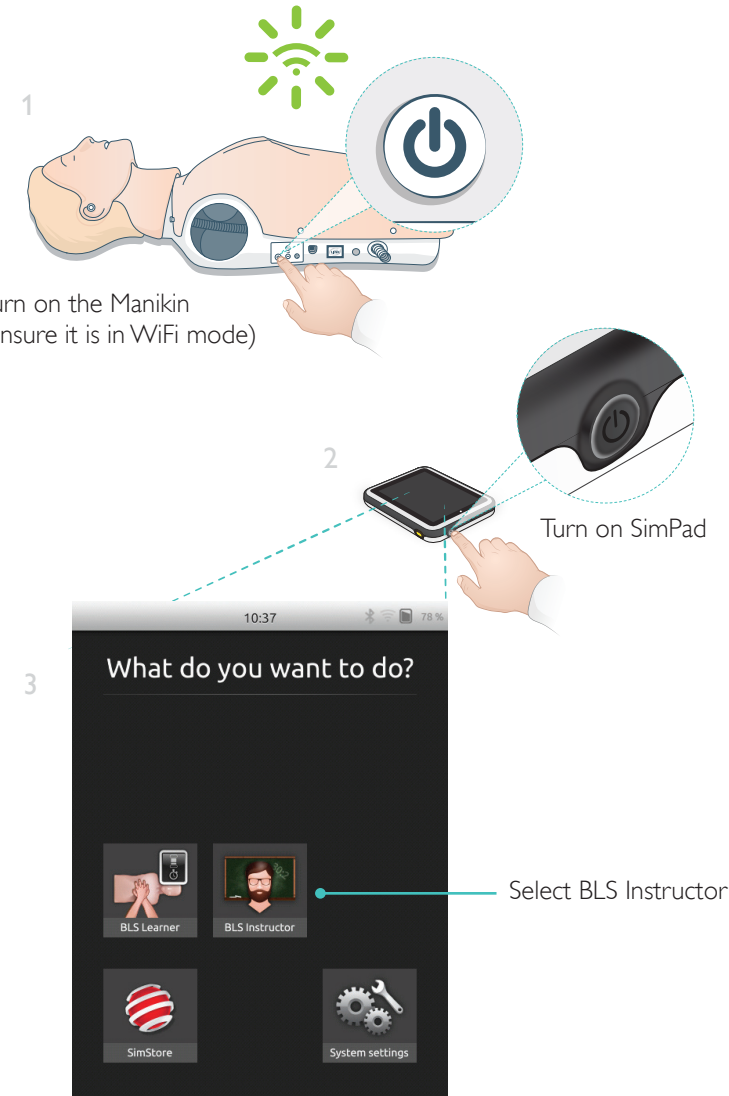 1
urn on the Manikin
nsure it is in WiFi mode)
2
Turn on SimPad
10:37
78 %
3
What do you want to do?
BLS Learner
BLS Instructor
Select BLS Instructor
SimStore
System settings